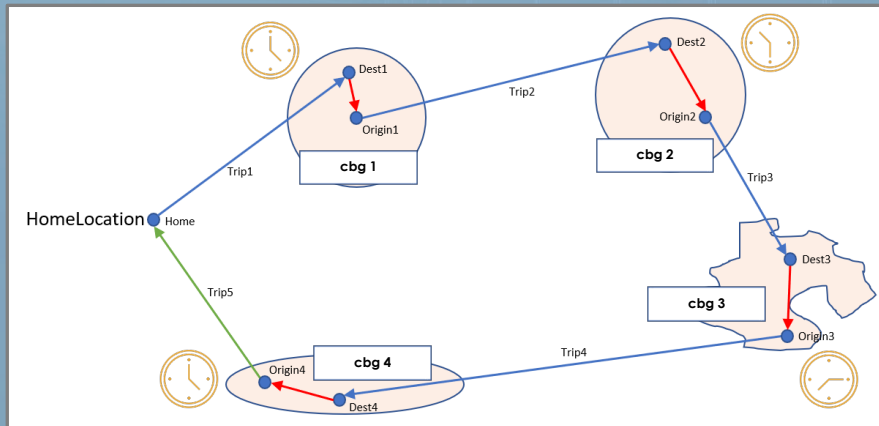 Dest1
Origin1
cbg 1
Trip1
Trip2
Dest2
Origin2
cbg 2
Trip3
HomeLocation
Home
Dest3
cbg 3
Origin3
Trip4
Trip5
cbg 4
Origin4
Dest4